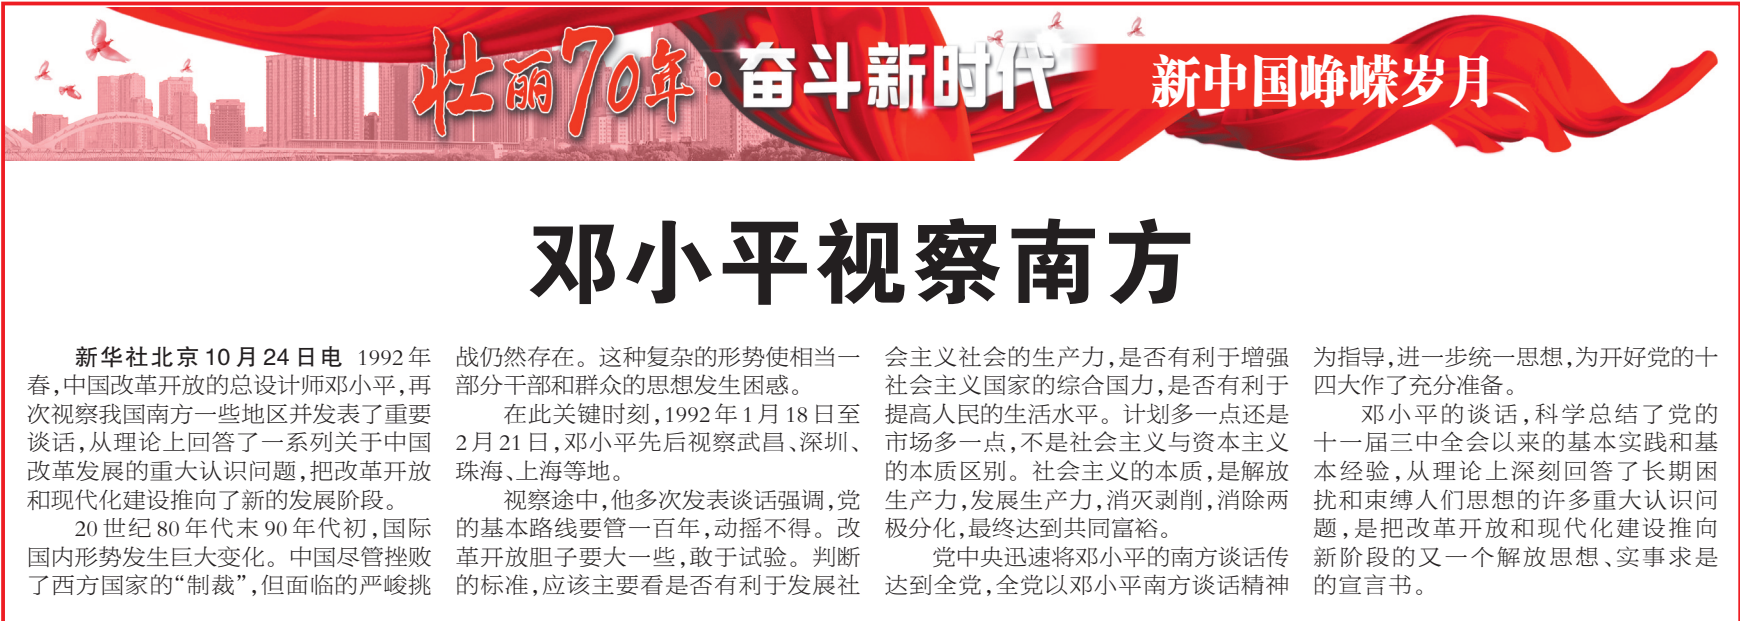 壮丽70年·奋斗新时代
新中国峥嵘岁月
邓小平视察南方
新华社北京10月24日电 1992年
春,中国改革开放的总设计师邓小平,再
次视察我国南方一些地区并发表了重要
谈话,从理论上回答了一系列关于中国
改革发展的重大认识问题,把改革开放
和现代化建设推向了新的发展阶段。
20世纪80年代末90年代初,国际
国内形势发生巨大变化。中国尽管挫败
了西方国家的“制裁”,但面临的严峻挑
战仍然存在。这种复杂的形势使相当一
部分干部和群众的思想发生困惑。
在此关键时刻,1992年1月18日至
2月21日,邓小平先后视察武昌、深圳、
珠海、上海等地。
视察途中,他多次发表谈话强调,党
的基本路线要管一百年,动摇不得。改
革开放胆子要大一些,敢于试验。判断
的标准,应该主要看是否有利于发展社
会主义社会的生产力,是否有利于增强
社会主义国家的综合国力,是否有利于
提高人民的生活水平。计划多一点还是
市场多一点,不是社会主义与资本主义
的本质区别。社会主义的本质,是解放
生产力,发展生产力,消灭剥削,消除两
极分化,最终达到共同富裕。
党中央迅速将邓小平的南方谈话传
达到全党,全党以邓小平南方谈话精神
为指导,进一步统一思想,为开好党的十
四大作了充分准备。
邓小平的谈话,科学总结了党的
十一届三中全会以来的基本实践和基
本经验,从理论上深刻回答了长期困
扰和束缚人们思想的许多重大认识问
题,是把改革开放和现代化建设推向
新阶段的又一个解放思想、实事求是
的宣言书。